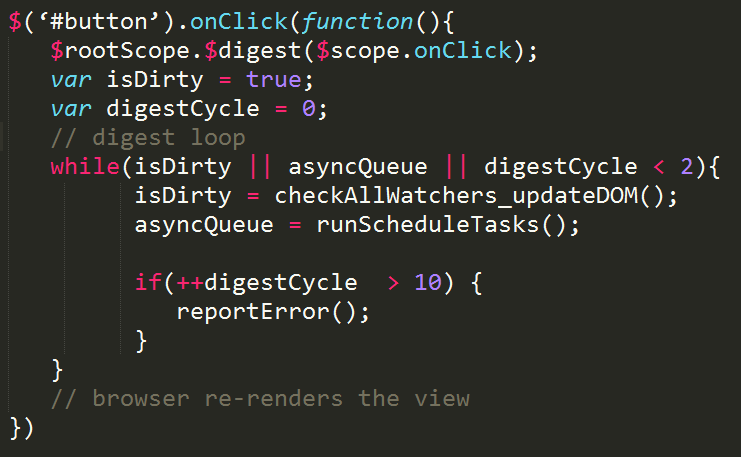 $(‘#button’).onClick(function(){
$rootScope.$digest($scope.onClick);
var isDirty = true;
var digestCycle = 0;
// digest loop
while(isDirty || asyncQueue || digestCycle < 2){
isDirty = checkAllWatchers_updateDOM();
asyncQueue = runScheduleTasks();
if(++digestCycle  > 10) {
reportError();
}
}
// browser re-renders the view
})